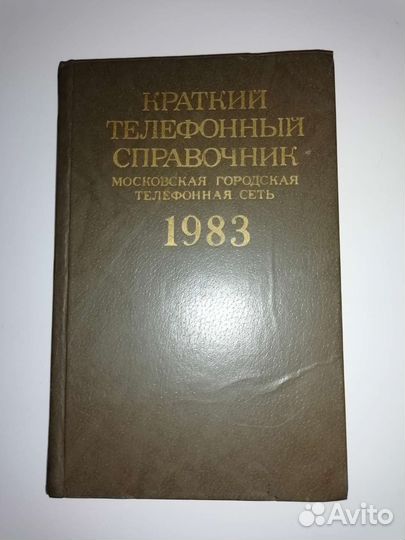 КРАТКИЙ
ТЕЛЕФОННЫЙ
СПРАВОЧНИК
МОСКОВСКАЯ ГОРОДСКАЯ
ТЕЛЕФОННАЯ СЕТЬ
1983
Avito